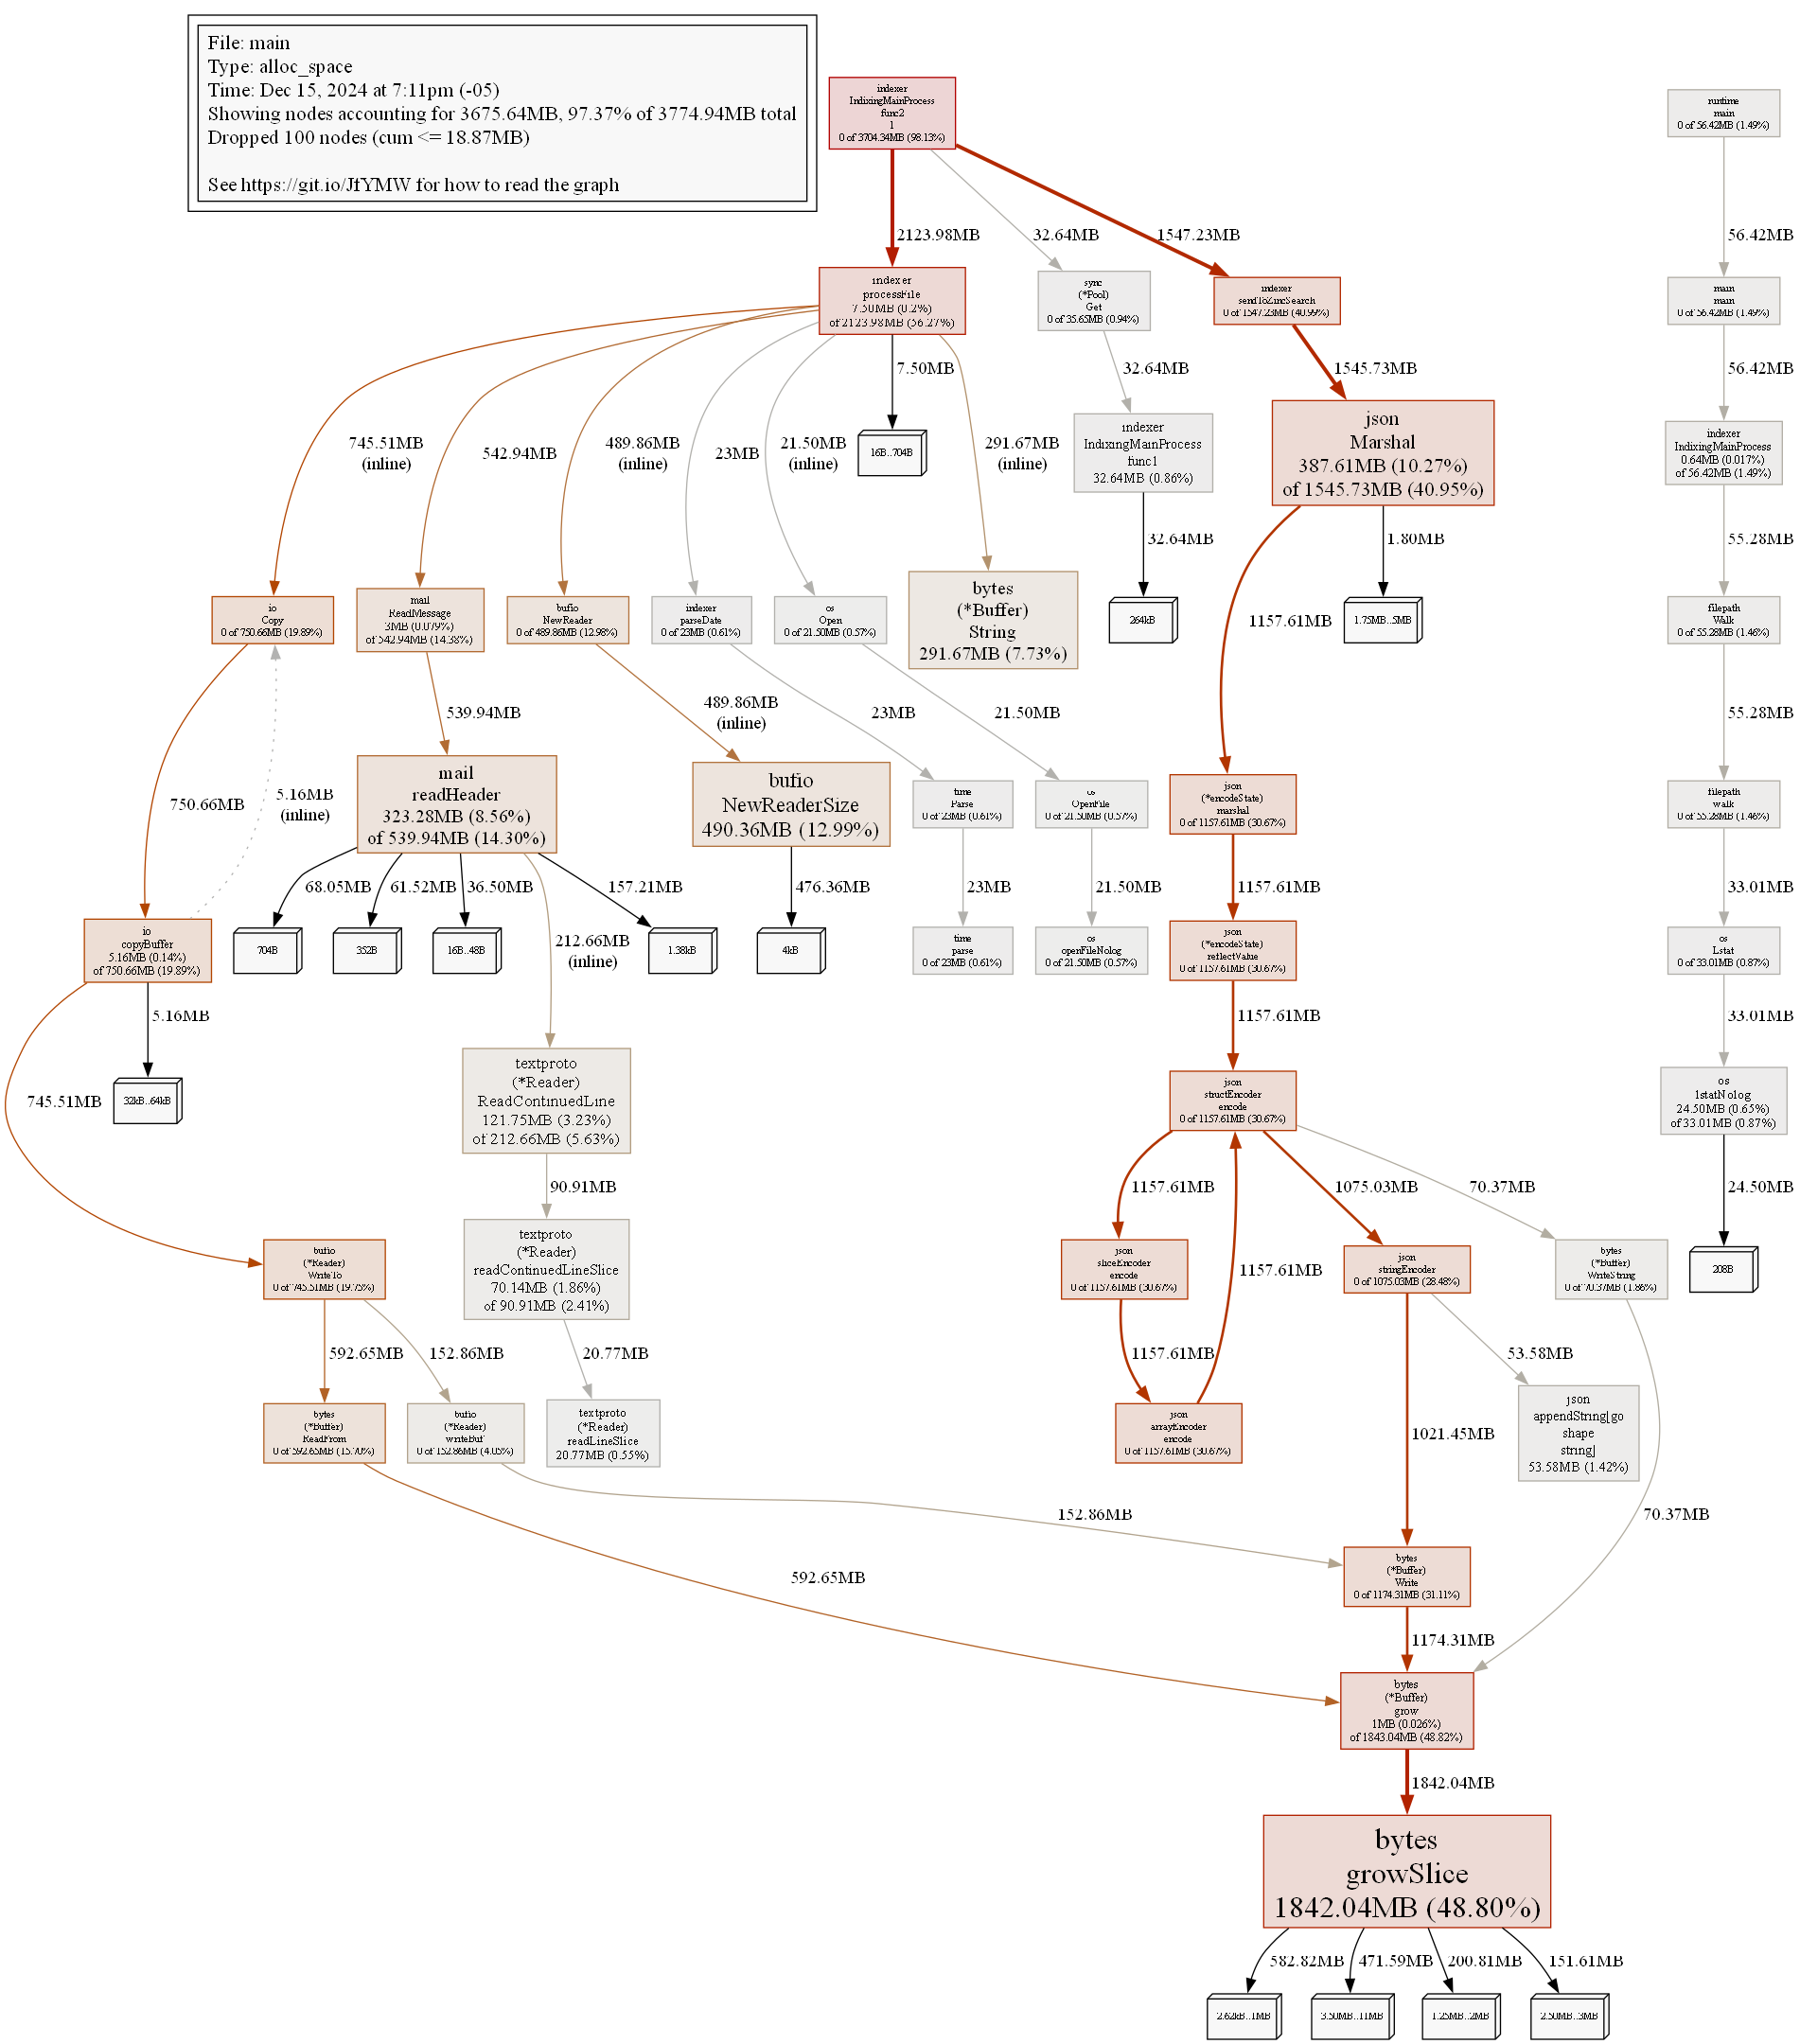 File: main
Type: alloc_space
Time: Dec 15, 2024 at 7:11pm (-05)
Showing nodes accounting for 3675.64MB, 97.37% of 3774.94MB total
Dropped 100 nodes (cum <= 18.87MB)
See https://git.io/JfYMW for how to read the graph
indexer
IndixingMainProcess
func2
1
0 of 3704.34MB (98.13%)
runtime
main
0 of 56.42MB (1.49%)
2123.98MB
32.64MB
1547.23MB
56.42MB
indexer
processFile
7.50MB (0.2%)
of 2123.98MB (56.27%)
sync
(*Pool)
Get
0 of 35.65MB (0.94%)
indexer
sendToZincSearch
0 of 1547.23MB (40.99%)
main
main
0 of 56.42MB (1.49%)
745.51MB
(inline)
542.94MB
489.86MB
(inline)
23MB
21.50MB
(inline)
7.50MB
291.67MB
(inline)
32.64MB
1545.73MB
56.42MB
16B..704B
indexer
IndixingMainProcess
func1
32.64MB (0.86%)
json
Marshal
387.61MB (10.27%)
of 1545.73MB (40.95%)
indexer
IndixingMainProcess
0.64MB (0.017%)
of 56.42MB (1.49%)
32.64MB
1157.61MB
1.80MB
55.28MB
io
Copy
0 of 750.66MB (19.89%)
mail
ReadMessage
3MB (0.079%)
of 542.94MB (14.38%)
bufio
NewReader
0 of 489.86MB (12.98%)
indexer
parseDate
0 of 23MB (0.61%)
os
Open
0 of 21.50MB (0.57%)
bytes
(*Buffer)
String
291.67MB (7.73%)
264kB
1.75MB..5MB
filepath
Walk
0 of 55.28MB (1.46%)
750.66MB
5.16MB
(inline)
539.94MB
489.86MB
(inline)
23MB
21.50MB
55.28MB
mail
readHeader
323.28MB (8.56%)
of 539.94MB (14.30%)
bufio
NewReaderSize
490.36MB (12.99%)
time
Parse
0 of 23MB (0.61%)
os
OpenFile
0 of 21.50MB (0.57%)
json
(*encodeState)
marshal
0 of 1157.61MB (30.67%)
filepath
walk
0 of 55.28MB (1.46%)
68.05MB
61.52MB
36.50MB
212.66MB
(inline)
157.21MB
476.36MB
23MB
21.50MB
1157.61MB
33.01MB
io
copyBuffer
5.16MB (0.14%)
of 750.66MB (19.89%)
704B
352B
16B..48B
1.38kB
4kB
time
parse
0 of 23MB (0.61%)
os
openFileNolog
0 of 21.50MB (0.57%)
json
(*encodeState)
reflectValue
0 of 1157.61MB (30.67%)
os
Lstat
0 of 33.01MB (0.87%)
745.51MB
5.16MB
1157.61MB
33.01MB
32kB..64kB
textproto
(*Reader)
ReadContinuedLine
121.75MB (3.23%)
of 212.66MB (5.63%)
json
structEncoder
encode
0 of 1157.61MB (30.67%)
os
lstatNolog
24.50MB (0.65%)
of 33.01MB (0.87%)
90.91MB
1157.61MB
1157.61MB
1075.03MB
70.37MB
24.50MB
bufio
(*Reader)
WriteTo
0 of 745.51MB (19.75%)
textproto
(*Reader)
readContinuedLineSlice
70.14MB (1.86%)
of 90.91MB (2.41%)
json
sliceEncoder
encode
0 of 1157.61MB (30.67%)
json
stringEncoder
0 of 1075.03MB (28.48%)
bytes
(*Buffer)
WriteString
0 of 70.37MB (1.86%)
208B
592.65MB
152.86MB
20.77MB
1157.61MB
1021.45MB
53.58MB
70.37MB
bytes
(*Buffer)
ReadFrom
0 of 592.65MB (15.70%)
bufio
(*Reader)
writeBuf
0 of 152.86MB (4.05%)
textproto
(*Reader)
readLineSlice
20.77MB (0.55%)
json
arrayEncoder
encode
0 of 1157.61MB (30.67%)
json
appendString[go
shape
string]
53.58MB (1.42%)
592.65MB
152.86MB
bytes
(*Buffer)
Write
0 of 1174.31MB (31.11%)
1174.31MB
bytes
(*Buffer)
grow
1MB (0.026%)
of 1843.04MB (48.82%)
1842.04MB
bytes
growSlice
1842.04MB (48.80%)
582.82MB
471.59MB
200.81MB
151.61MB
2.62kB..1MB
3.50MB..11MB
1.25MB..2MB
2.50MB..3MB